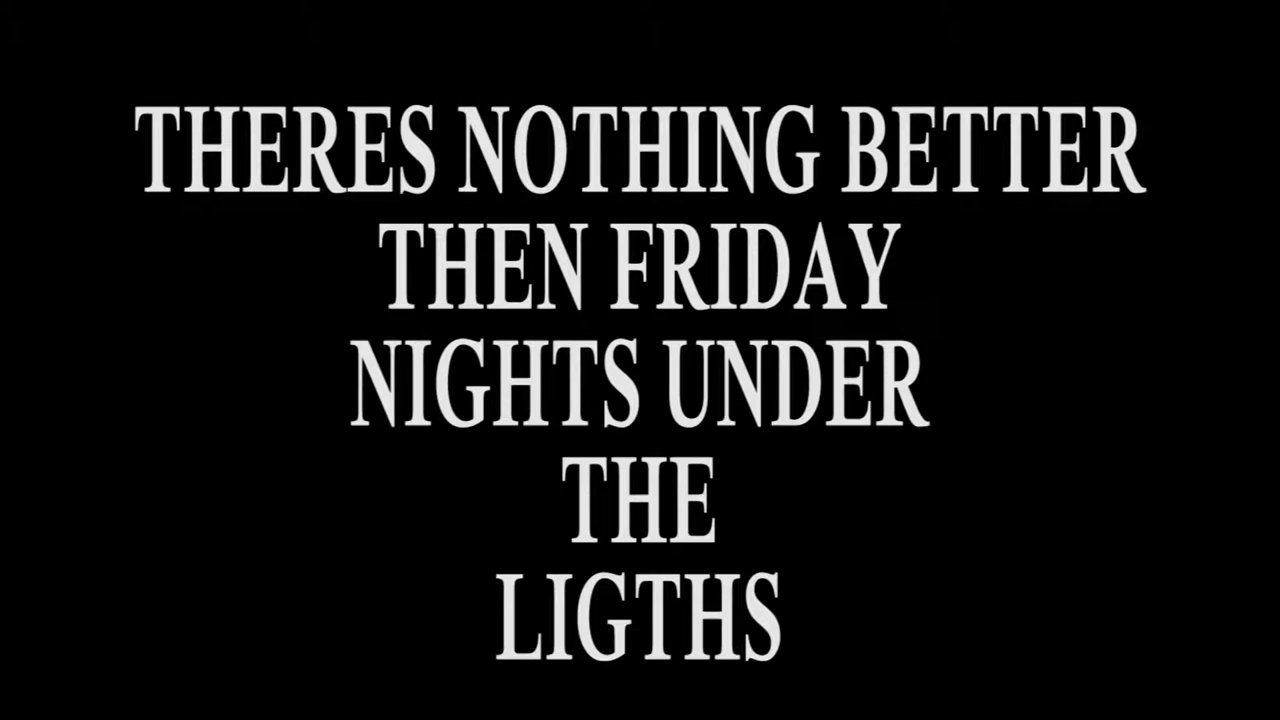 THERES NOTHING BETTER
THEN FRIDAY
NIGHTS UNDER
THE
LIGTHS